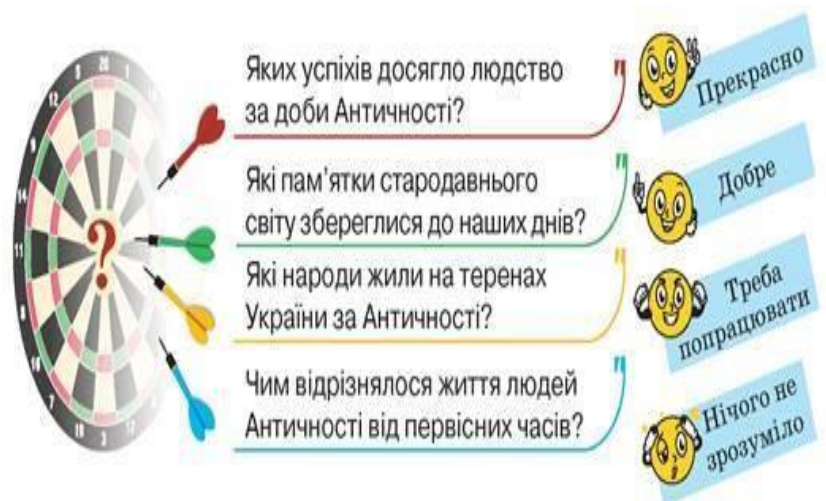 Яких успіхів досягло людство
за доби Античності?
Прекрасно
Які пам’ятки стародавнього
світу збереглися до наших днів?
Добре
Які народи жили на теренах
України за Античності?
Треба
попрацювати
Чим відрізнялося життя людей
Античності від первісних часів?
Нічого не
зрозуміло
?